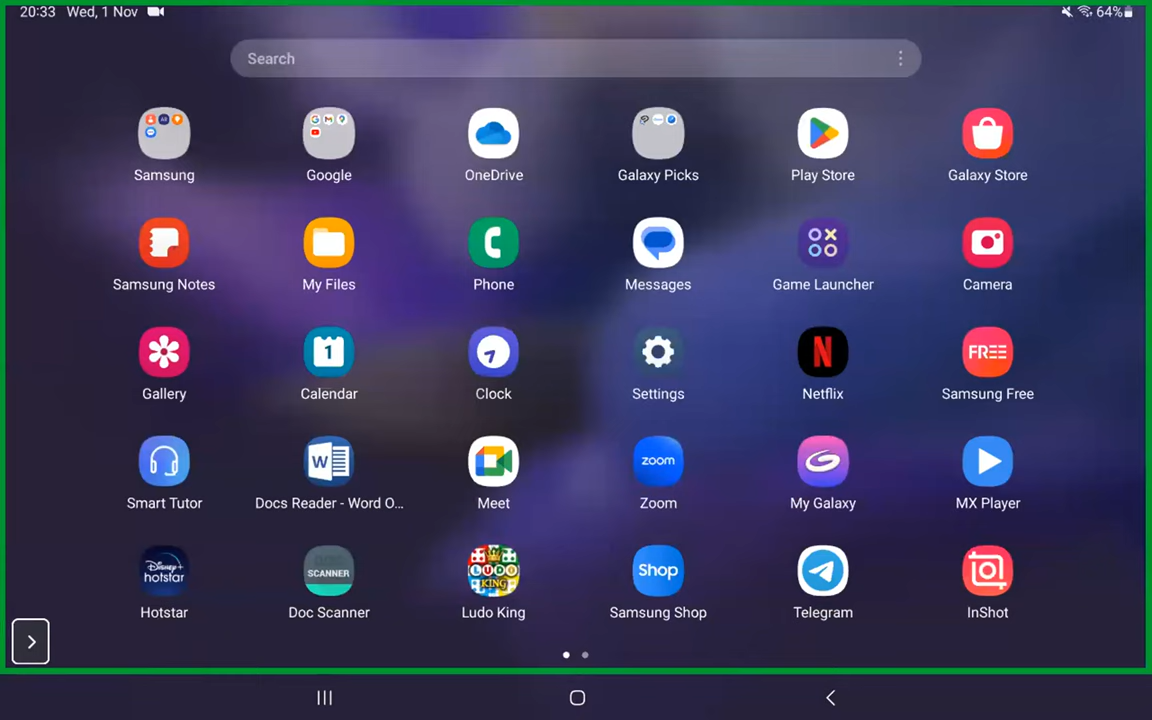 20:33 Wed, 1 Nov 64%
Search
Samsung Google OneDrive Galaxy Picks Play Store Galaxy Store
Samsung Notes My Files Phone Messages Game Launcher Camera
1 FREE
Gallery Calendar Clock Settings Netflix Samsung Free
W zoom
Smart Tutor Docs Reader - Word O... Meet Zoom My Galaxy MX Player
Disney+ hotstar SCANNER LUDO KING Shop
Hotstar Doc Scanner Ludo King Samsung Shop Telegram InShot